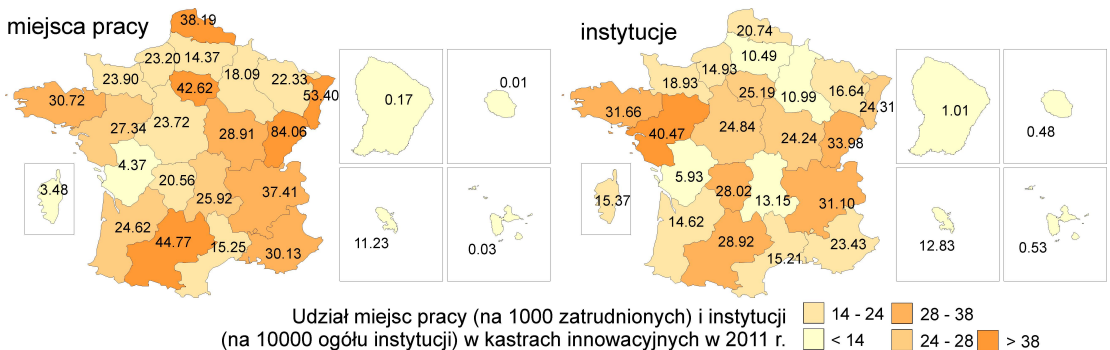 miejsca pracy
38.19
23.20 14.37
23.90 18.09 22.33
42.62 53.40
30.72
27.34 23.72 28.91 84.06
4.37
20.56
3.48 25.92 37.41
24.62
44.77 15.25 30.13
0.17
0.01
11.23
0.03
instytucje
20.74
10.49
14.93
18.93 25.19 10.99 16.64
24.31
31.66
40.47 24.84 24.24 33.98
5.93
28.02 13.15
15.37 31.10
14.62
28.92 15.21 23.43
1.01
0.48
12.83
0.53
Udział miejsc pracy (na 1000 zatrudnionych) i instytucji
(na 10000 ogółu instytucji) w kastrach innowacyjnych w 2011 r.
14 - 24 28 - 38
< 14 24 - 28 > 38